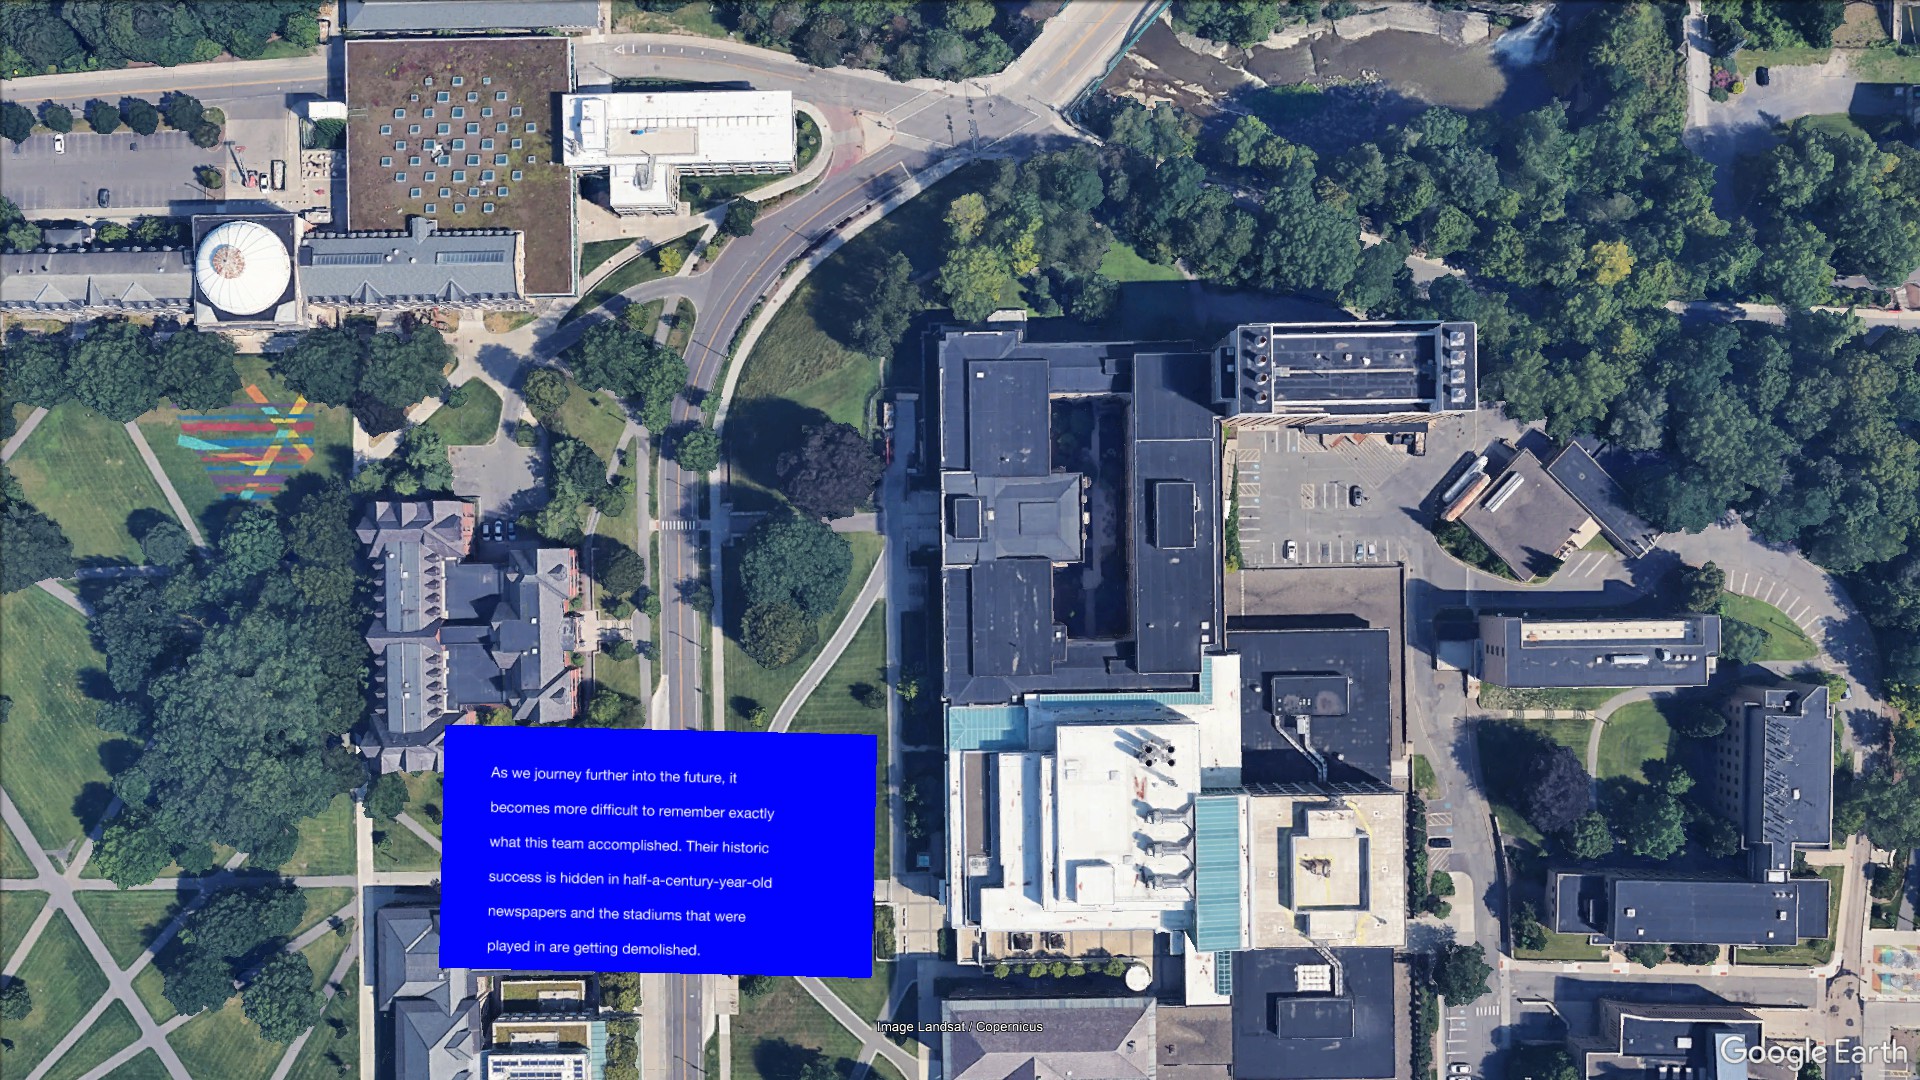 As we journey further into the future, it
becomes more difficult to remember exactly
what this team accomplished. Their historic
success is hidden in half-a-century-year-old
newspapers and the stadiums that were
played in are getting demolished.
Image Landsat / Copernicus
Google Earth